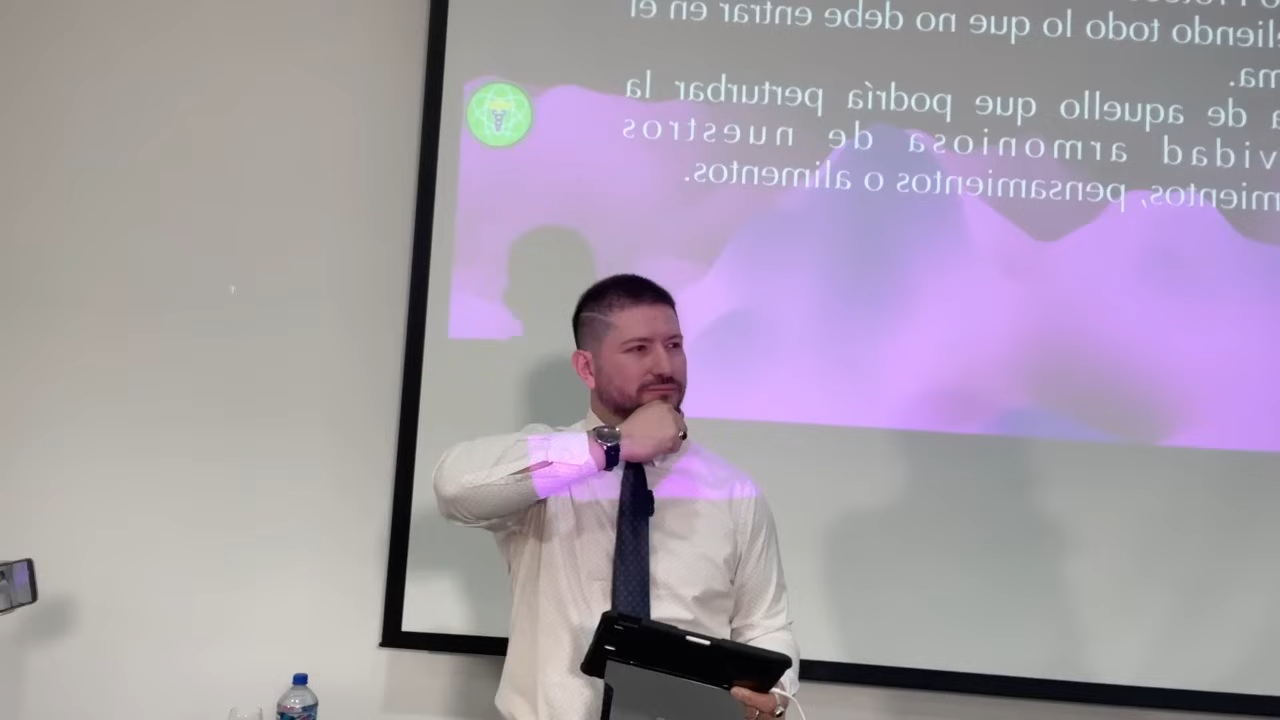 eliendo todo lo que no debe entrar en el
ma.
a de aquello que podría perturbar la
vidad armoniosa de nuestros
mientos, pensamientos o alimentos.